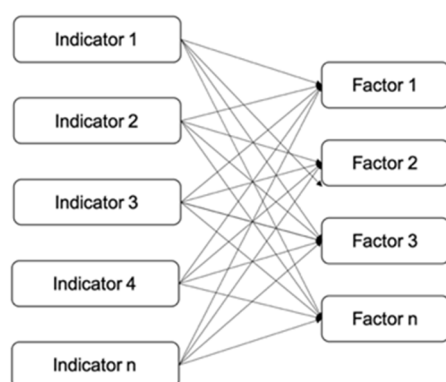 Indicator 1
Indicator 2
Indicator 3
Indicator 4
Indicator n
Factor 1
Factor 2
Factor 3
Factor n